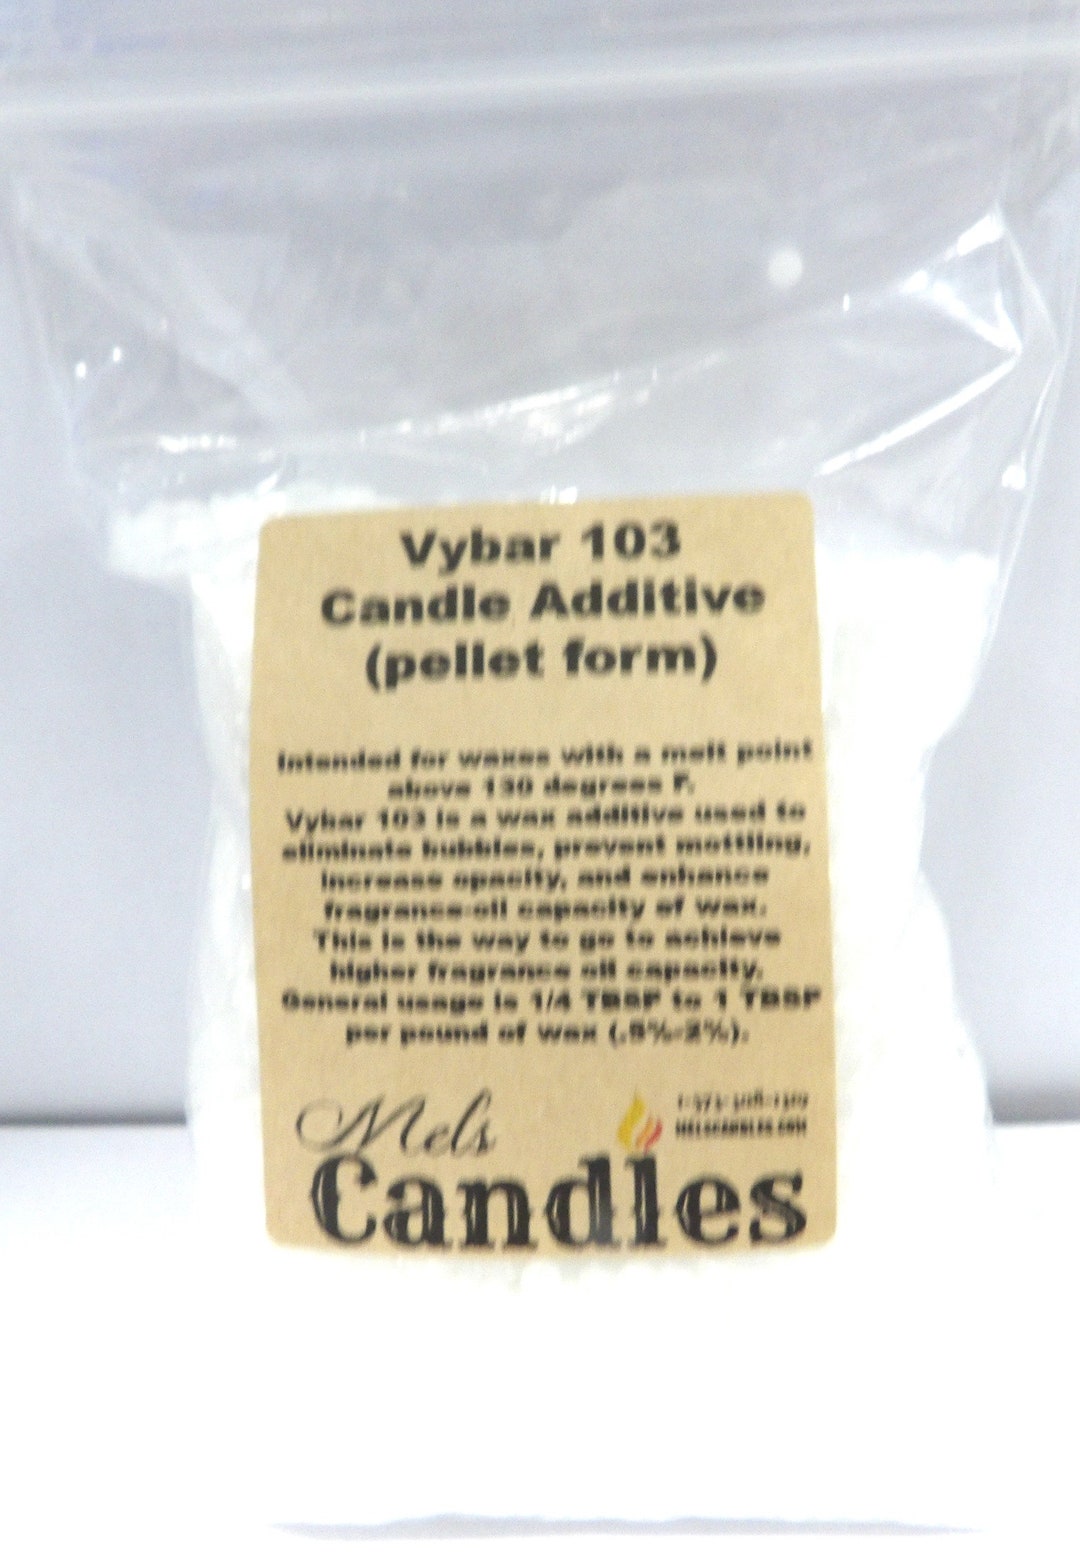 Vybar 103
Candle Additive
(pellet form)
Intended for waxes with a melt point
above 130 degrees F.
Vybar 103 is a wax additive used to
eliminate bubbles, prevent mottling,
increase opacity, and enhance
fragrance-oil capacity of wax.
This is the way to go to achieve
higher fragrance oil capacity.
General usage is 1/4 TBSP to 1 TBSP
per pound of wax (.5%-2%).
Mels
MELSCANDLES.COM
Candles